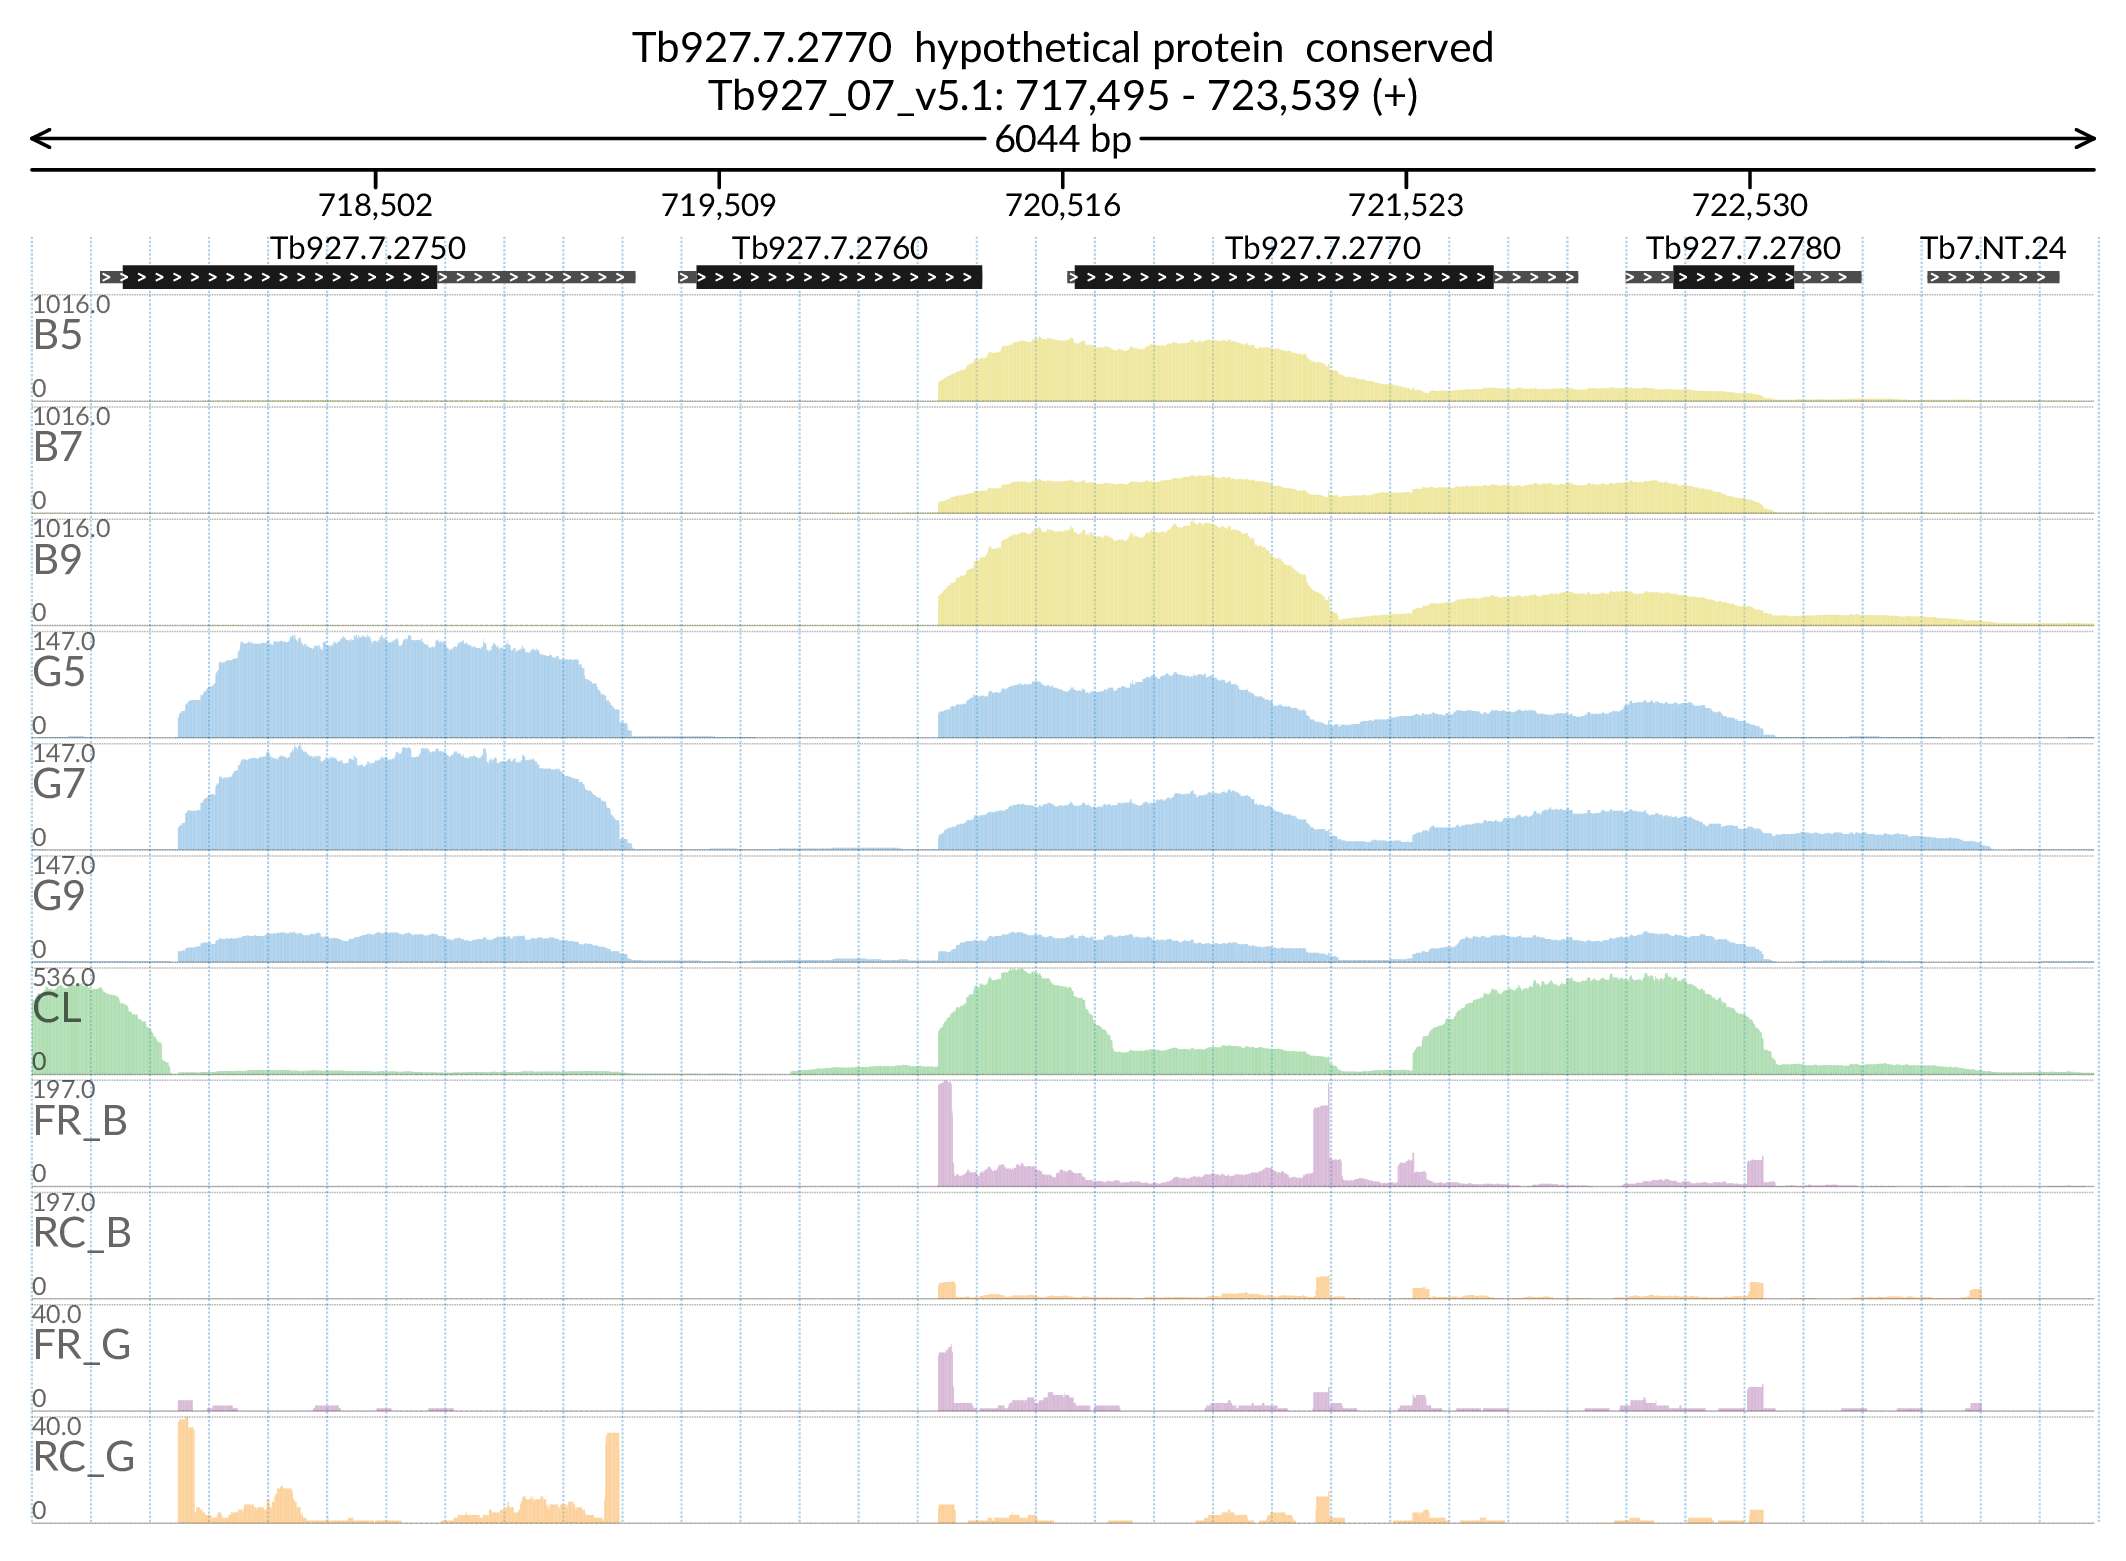 Tb927.7.2770 hypothetical protein conserved
Tb927_07_v5.1: 717,495 - 723,539 (+)
6044 bp
718,502 719,509 720,516 721,523 722,530
Tb927.7.2750 Tb927.7.2760 Tb927.7.2770 Tb927.7.2780 Tb7.NT.24
1016.0
B5
0
1016.0
B7
0
1016.0
B9
0
147.0
G5
0
147.0
G7
0
147.0
G9
0
536.0
CL
0
197.0
FR_B
0
197.0
RC_B
0
40.0
FR_G
0
40.0
RC_G
0